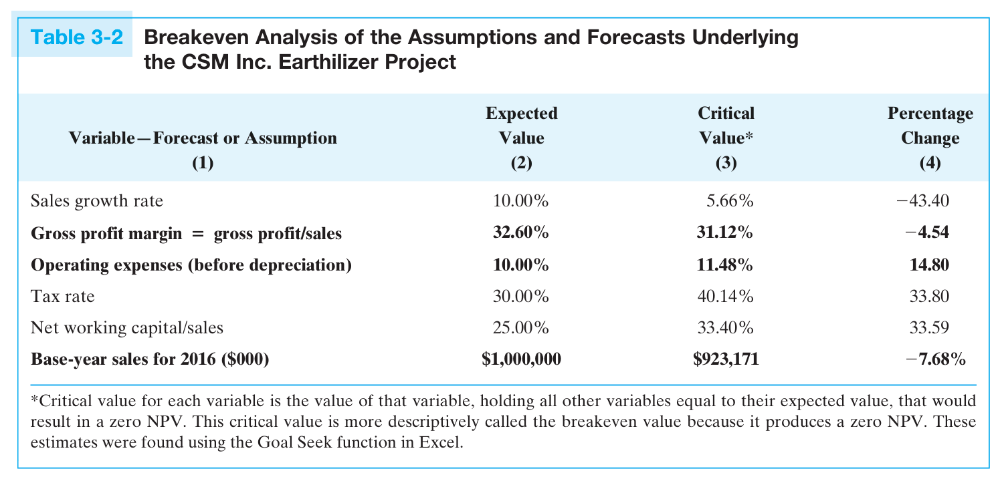 Table 3-2 Breakeven Analysis of the Assumptions and Forecasts Underlying
the CSM Inc. Earthilizer Project
Expected Critical Percentage
Variable—Forecast or Assumption Value Value* Change
(1) (2) (3) (4)
Sales growth rate 10.00% 5.66% −43.40
Gross profit margin = gross profit/sales 32.60% 31.12% −4.54
Operating expenses (before depreciation) 10.00% 11.48% 14.80
Tax rate 30.00% 40.14% 33.80
Net working capital/sales 25.00% 33.40% 33.59
Base-year sales for 2016 ($000) $1,000,000 $923,171 −7.68%
*Critical value for each variable is the value of that variable, holding all other variables equal to their expected value, that would
result in a zero NPV. This critical value is more descriptively called the breakeven value because it produces a zero NPV. These
estimates were found using the Goal Seek function in Excel.